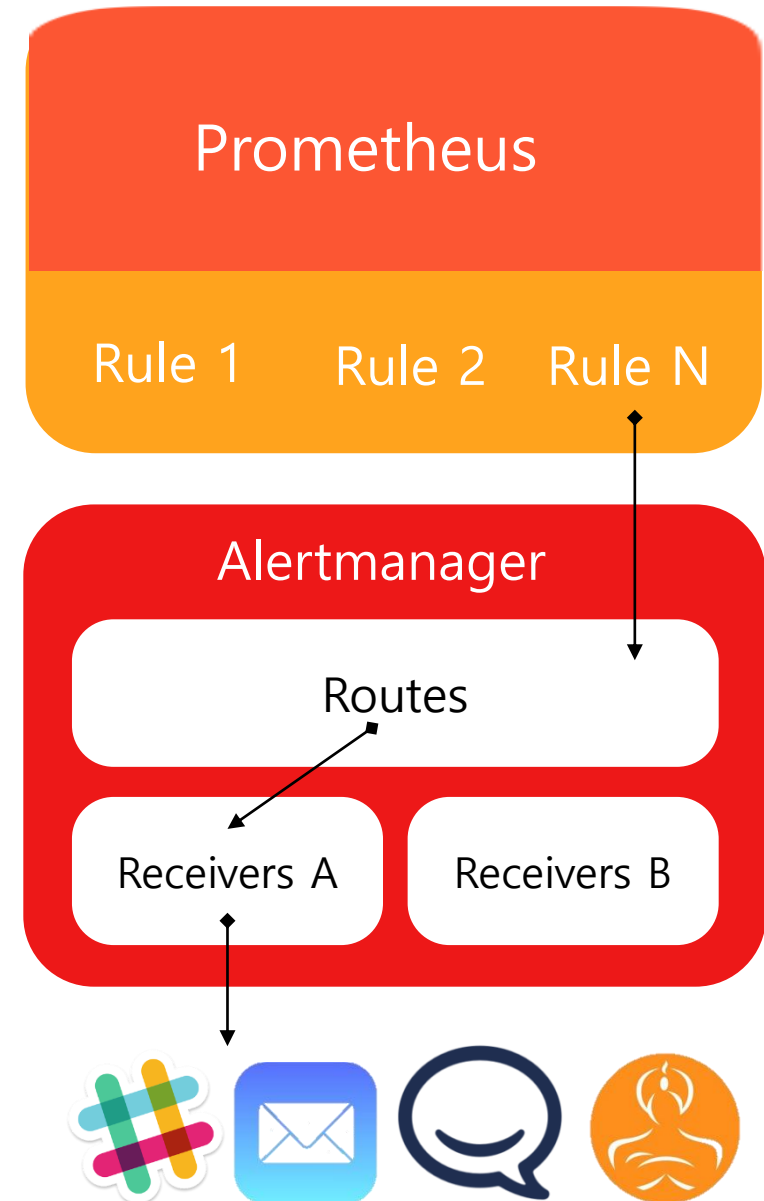 Prometheus
Rule 1 Rule 2 Rule N
Alertmanager
Routes
Receivers A Receivers B